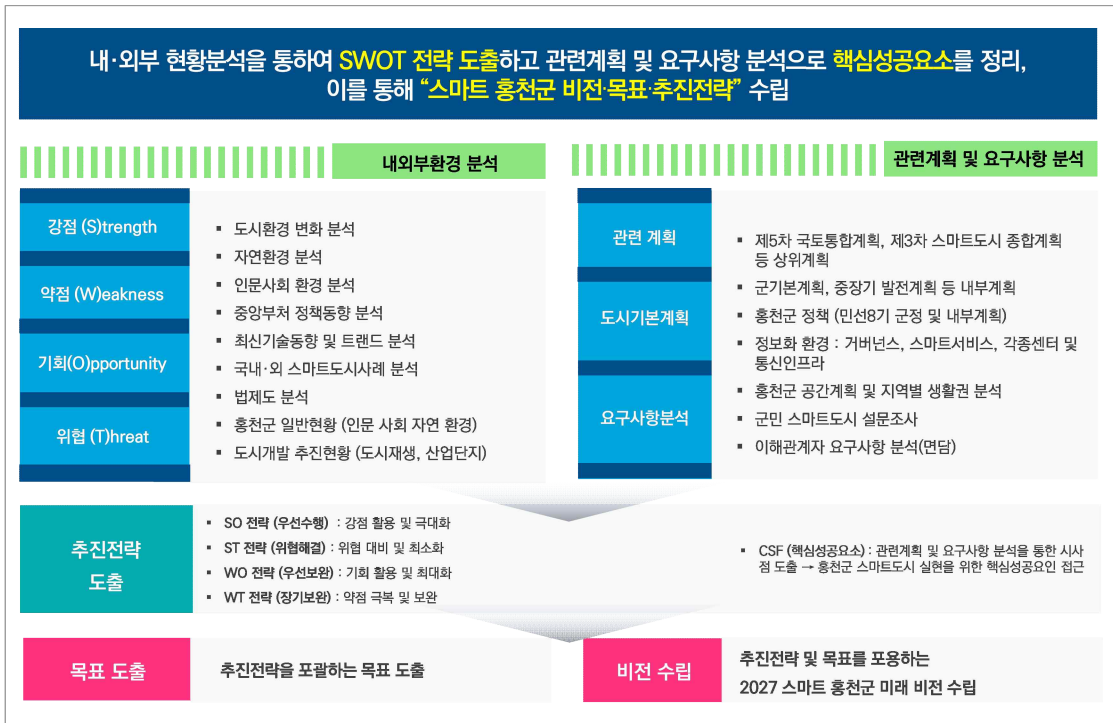 내·외부 현황분석을 통하여 SWOT 전략 도출하고 관련계획 및 요구사항 분석으로 핵심성공요소를 정리,
이를 통해 “스마트 홍천군 비전·목표·추진전략” 수립
내외부환경 분석
강점 (S)trength
약점 (W)eakness
기회(O)pportunity
위협 (T)hreat
▪ 도시환경 변화 분석
▪ 자연환경 분석
▪ 인문사회 환경 분석
▪ 중앙부처 정책동향 분석
▪ 최신기술동향 및 트랜드 분석
▪ 국내·외 스마트도시사례 분석
▪ 법제도 분석
▪ 홍천군 일반현황 (인문 사회 자연 환경)
▪ 도시개발 추진현황 (도시재생, 산업단지)
관련계획 및 요구사항 분석
관련 계획
도시기본계획
요구사항분석
▪ 제5차 국토통합계획, 제3차 스마트도시 종합계획
등 상위계획
▪ 군기본계획, 중장기 발전계획 등 내부계획
▪ 홍천군 정책 (민선8기 군정 및 내부계획)
▪ 정보화 환경 : 거버넌스, 스마트서비스, 각종센터 및
통신인프라
▪ 홍천군 공간계획 및 지역별 생활권 분석
▪ 군민 스마트도시 설문조사
▪ 이해관계자 요구사항 분석(면담)
추진전략
도출
▪ SO 전략 (우선수행) : 강점 활용 및 극대화
▪ ST 전략 (위협해결) : 위협 대비 및 최소화
▪ WO 전략 (우선보완) : 기회 활용 및 최대화
▪ WT 전략 (장기보완) : 약점 극복 및 보완
▪ CSF (핵심성공요소) : 관련계획 및 요구사항 분석을 통한 시사
점 도출 → 홍천군 스마트도시 실현을 위한 핵심성공요인 접근
목표 도출
추진전략을 포괄하는 목표 도출
비전 수립
추진전략 및 목표를 포용하는
2027 스마트 홍천군 미래 비전 수립